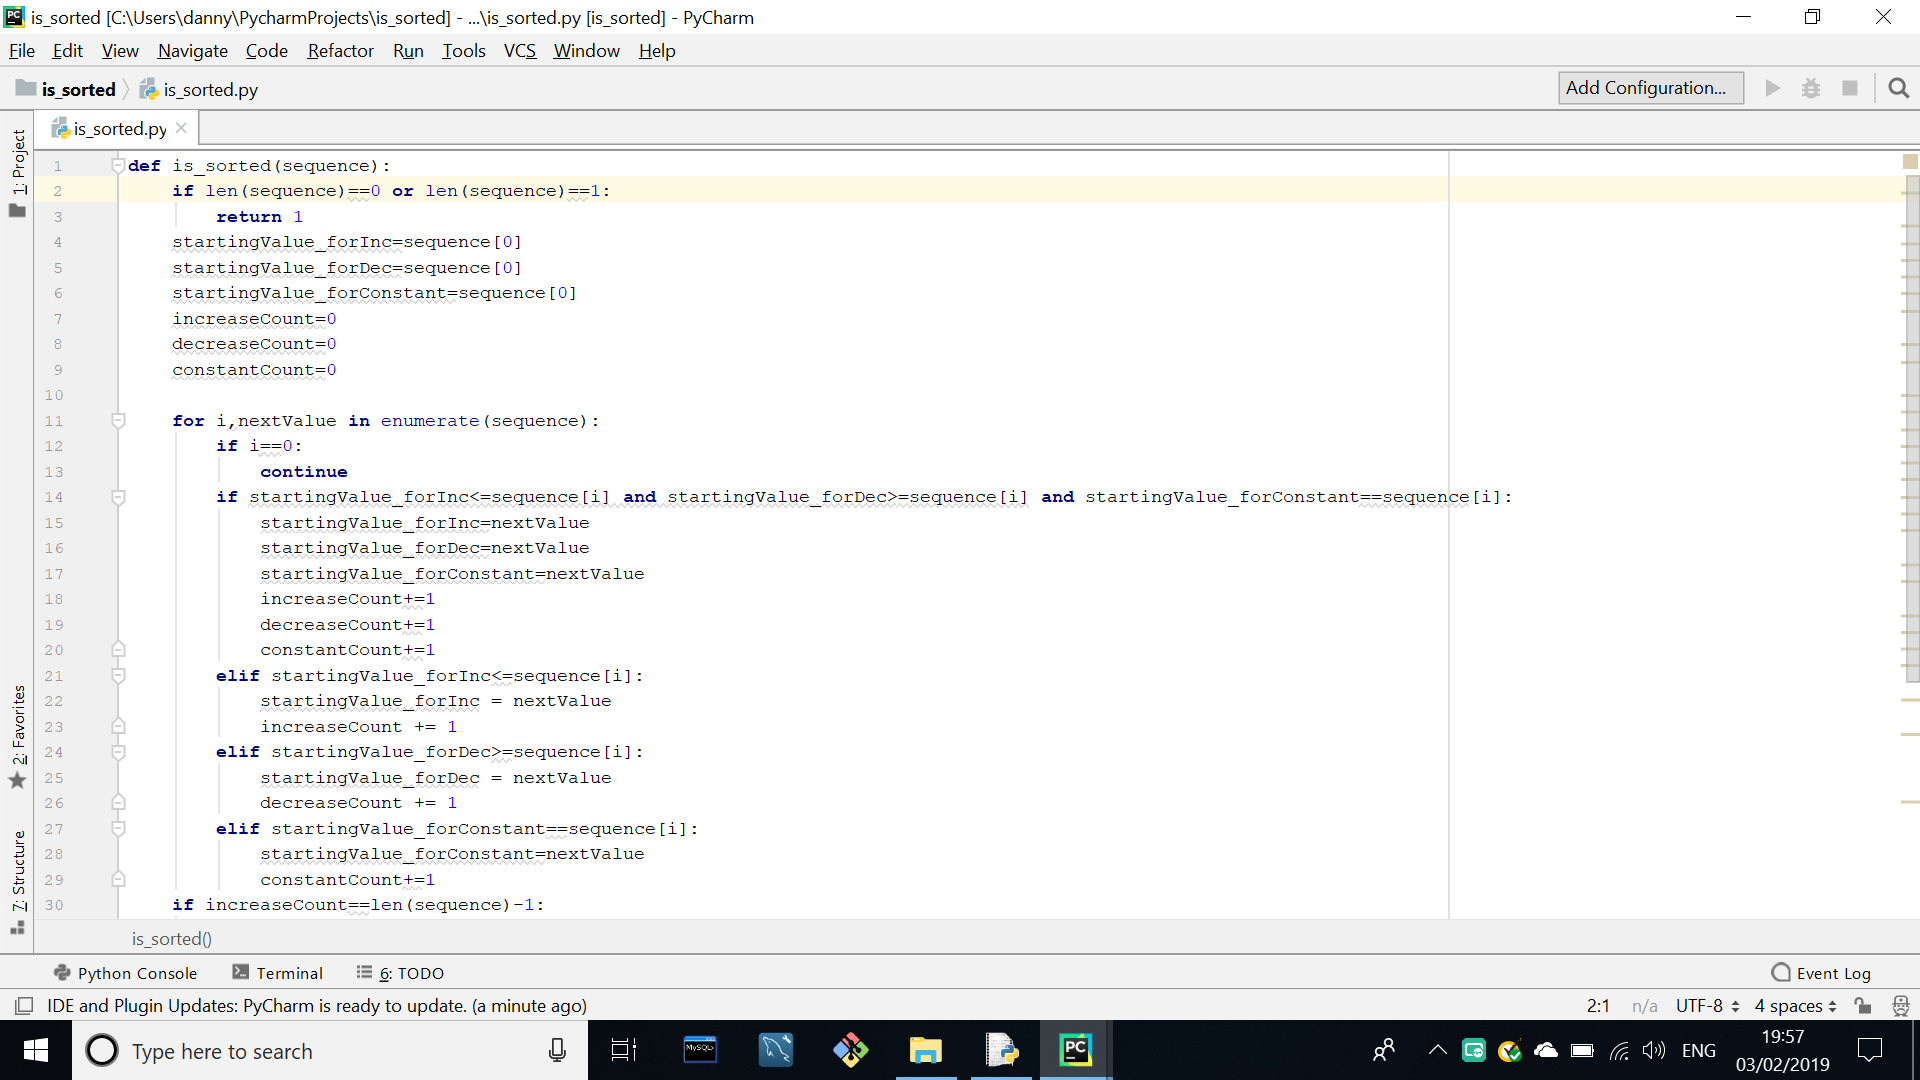 PC is_sorted [C:\Users\danny\PycharmProjects\is_sorted] - ...\is_sorted.py [is_sorted] - PyCharm
File Edit View Navigate Code Refactor Run Tools VCS Window Help
is_sorted is_sorted.py Add Configuration...
is_sorted.py
1: Project
2: Favorites
7: Structure
1 def is_sorted(sequence):
2 if len(sequence)==0 or len(sequence)==1:
3 return 1
4 startingValue_forInc=sequence[0]
5 startingValue_forDec=sequence[0]
6 startingValue_forConstant=sequence[0]
7 increaseCount=0
8 decreaseCount=0
9 constantCount=0
10
11 for i,nextValue in enumerate(sequence):
12 if i==0:
13 continue
14 if startingValue_forInc<=sequence[i] and startingValue_forDec>=sequence[i] and startingValue_forConstant==sequence[i]:
15 startingValue_forInc=nextValue
16 startingValue_forDec=nextValue
17 startingValue_forConstant=nextValue
18 increaseCount+=1
19 decreaseCount+=1
20 constantCount+=1
21 elif startingValue_forInc<=sequence[i]:
22 startingValue_forInc = nextValue
23 increaseCount += 1
24 elif startingValue_forDec>=sequence[i]:
25 startingValue_forDec = nextValue
26 decreaseCount += 1
27 elif startingValue_forConstant==sequence[i]:
28 startingValue_forConstant=nextValue
29 constantCount+=1
30 if increaseCount==len(sequence)-1:
is_sorted()
Python Console Terminal 6: TODO Event Log
IDE and Plugin Updates: PyCharm is ready to update. (a minute ago) 2:1 n/a UTF-8 4 spaces
Type here to search MySQL> PC ENG 19:57
03/02/2019